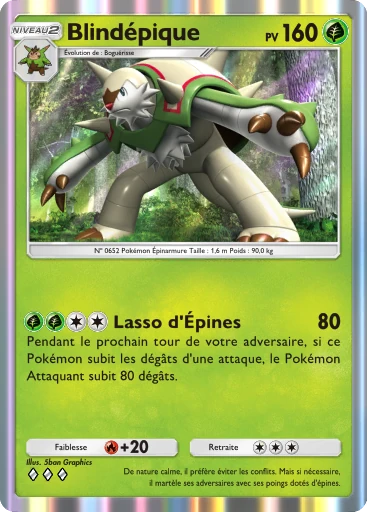 NIVEAU2
Blindépique
PV 160
Évolution de : Boguérisse
N° 0652 Pokémon Épinarmure Taille : 1,6 m Poids : 90,0 kg
Lasso d'Épines 80
Pendant le prochain tour de votre adversaire, si ce
Pokémon subit les dégâts d'une attaque, le Pokémon
Attaquant subit 80 dégâts.
Faiblesse +20
Retraite
Illus. 5ban Graphics
De nature calme, il préfère éviter les conflits. Mais si nécessaire,
il martèle ses adversaires avec ses poings dotés d'épines.